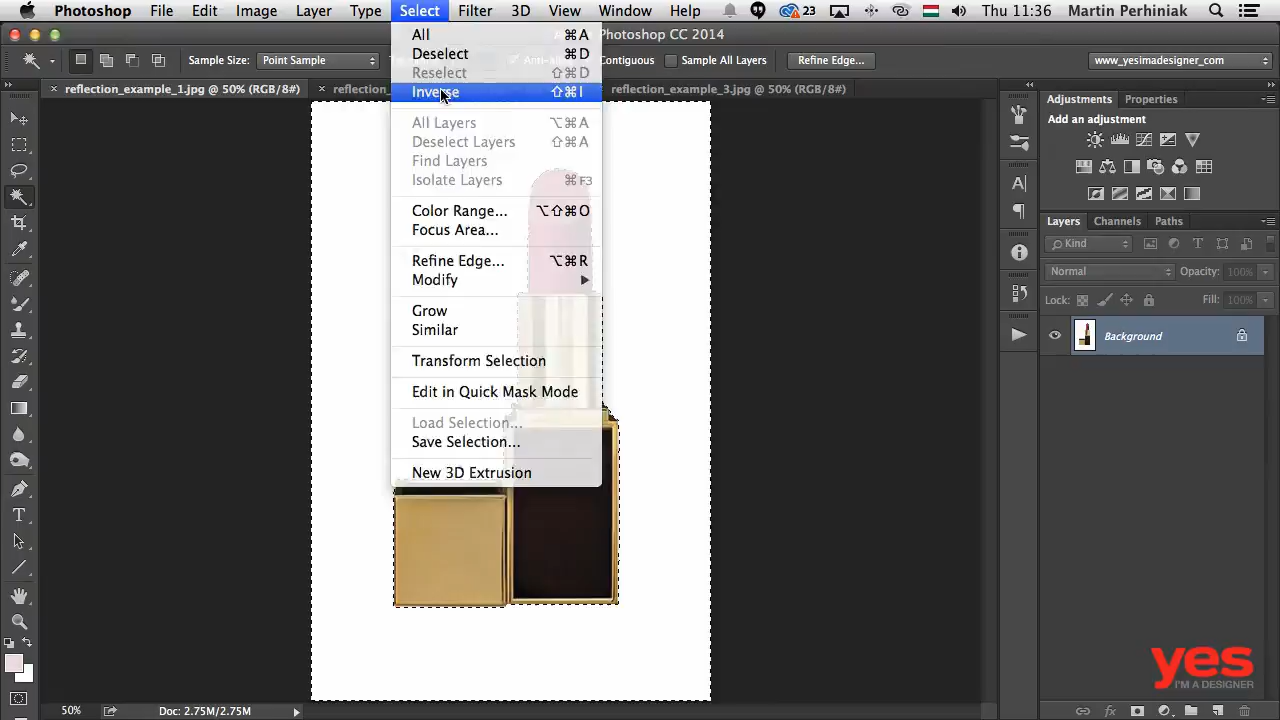 Photoshop File Edit Image Layer Type Select Filter 3D View Window Help 23 Thu 11:36 Martin Perhiniak
Photoshop CC 2014
Sample Size: Point Sample Contiguous Sample All Layers Refine Edge... www_yesimadesigner_com
× reflection_example_1.jpg @ 50% (RGB/8#) × reflection_ reflection_example_3.jpg @ 50% (RGB/8#)
All ⌘A
Deselect ⌘D
Reselect ⇧⌘D
Inverse ⇧⌘I
All Layers ⌥⌘A
Deselect Layers ⇧⌘A
Find Layers
Isolate Layers ⌘F3
Color Range... ⌥⇧⌘O
Focus Area...
Refine Edge... ⌥⌘R
Modify
Grow
Similar
Transform Selection
Edit in Quick Mask Mode
Load Selection...
Save Selection...
New 3D Extrusion
Adjustments Properties
Add an adjustment
Layers Channels Paths
Kind
Normal Opacity: 100%
Lock: Fill: 100%
Background
yes
I'M A DESIGNER
50% Doc: 2.75M/2.75M